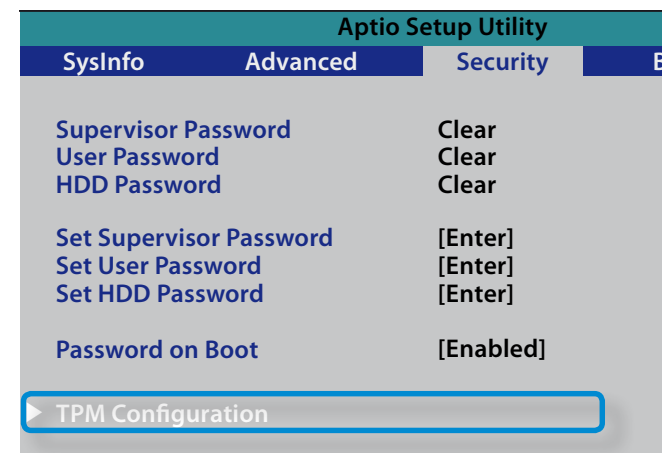 Aptio Setup Utility
SysInfo Advanced Security B
Supervisor Password Clear
User Password Clear
HDD Password Clear
Set Supervisor Password [Enter]
Set User Password [Enter]
Set HDD Password [Enter]
Password on Boot [Enabled]
TPM Configuration